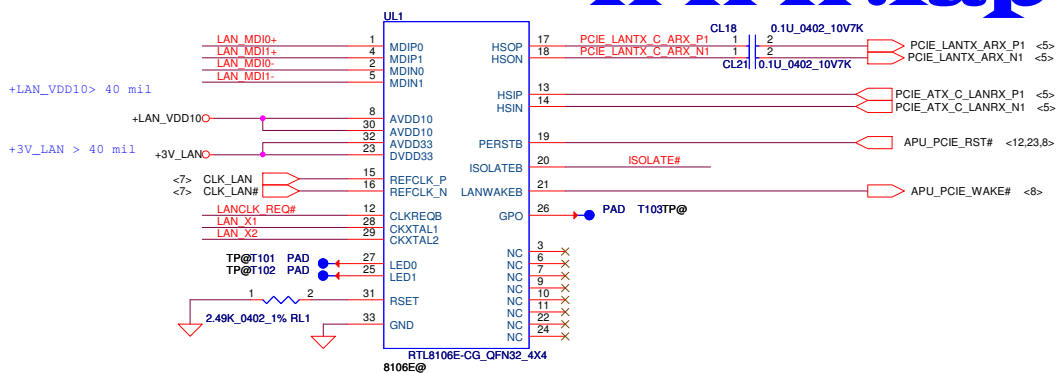 UL1
LAN_MDI0+ 1 MDIP0 HSOP 17 PCIE_LANTX_C_ARX_P1 CL18 1 2 0.1U_0402_10V7K PCIE_LANTX_ARX_P1 <5>
LAN_MDI1+ 4 MDIP1 HSON 18 PCIE_LANTX_C_ARX_N1 1 2 PCIE_LANTX_ARX_N1 <5>
CL21 0.1U_0402_10V7K
LAN_MDI0- 2 MDIN0
LAN_MDI1- 5 MDIN1
+LAN_VDD10> 40 mil
HSIP 13 PCIE_ATX_C_LANRX_P1 <5>
HSIN 14 PCIE_ATX_C_LANRX_N1 <5>
+LAN_VDD10 8 AVDD10
30 AVDD10
+3V_LAN > 40 mil
32 AVDD33 PERSTB 19 APU_PCIE_RST# <12,23,8>
+3V_LAN 23 DVDD33
ISOLATEB 20 ISOLATE#
<7> CLK_LAN 15 REFCLK_P
<7> CLK_LAN# 16 REFCLK_N LANWAKEB 21 APU_PCIE_WAKE# <8>
LANCLK_REQ# 12 CLKREQB GPO 26 PAD T103TP@
LAN_X1 28 CKXTAL1
LAN_X2 29 CKXTAL2
NC 3
NC 6
TP@T101 PAD 27 LED0 NC 7
TP@T102 PAD 25 LED1 NC 9
NC 10
1 2 31 RSET NC 11
2.49K_0402_1% RL1
33 GND NC 22
NC 24
RTL8106E-CG_QFN32_4X4
8106E@